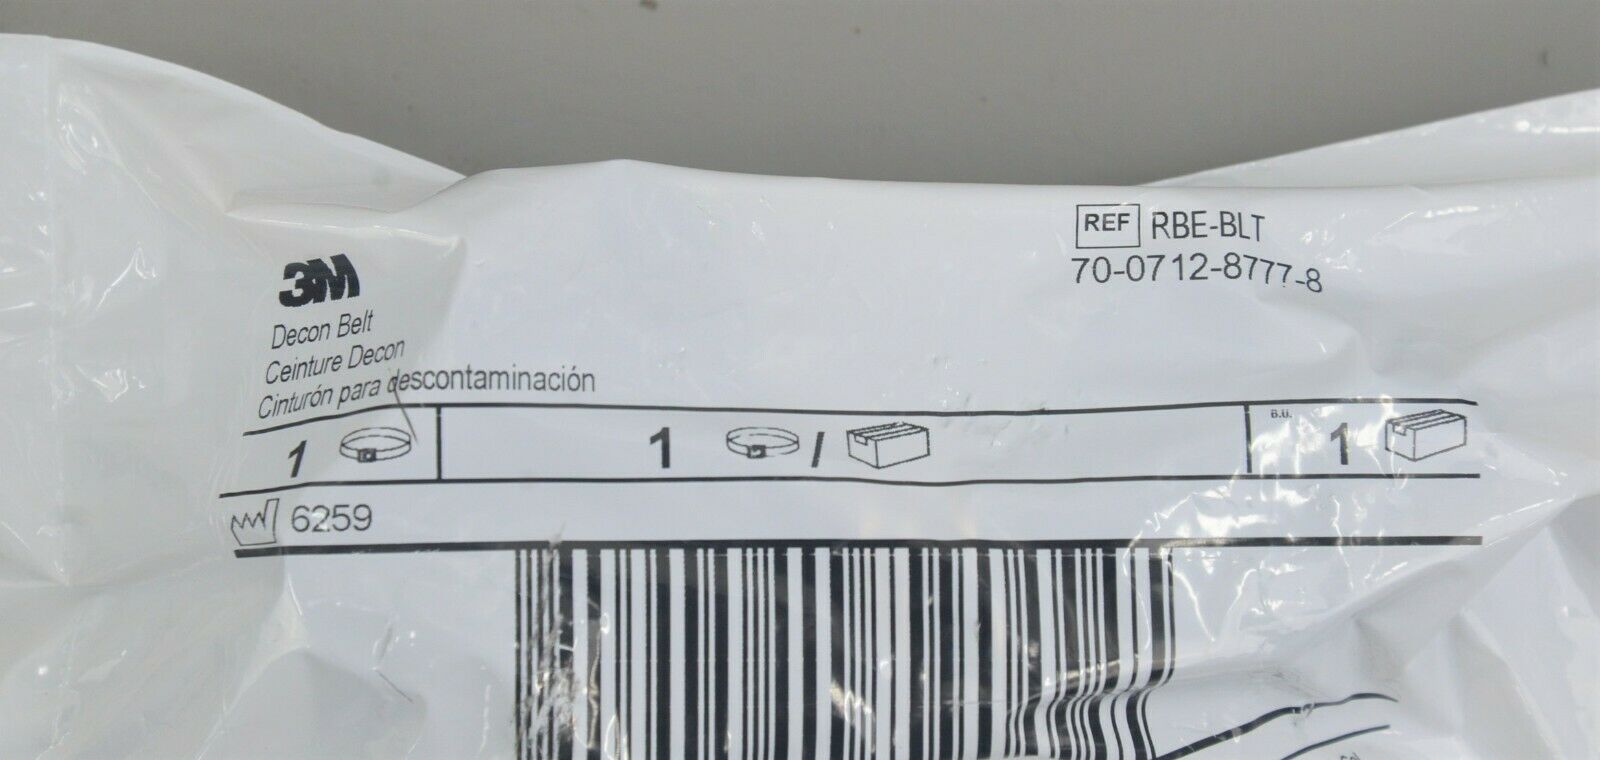 REF RBE-BLT
70-0712-8777-8
3M
Decon Belt
Ceinture Decon
Cinturón para descontaminación
B.U.
1 1 / 1
6259